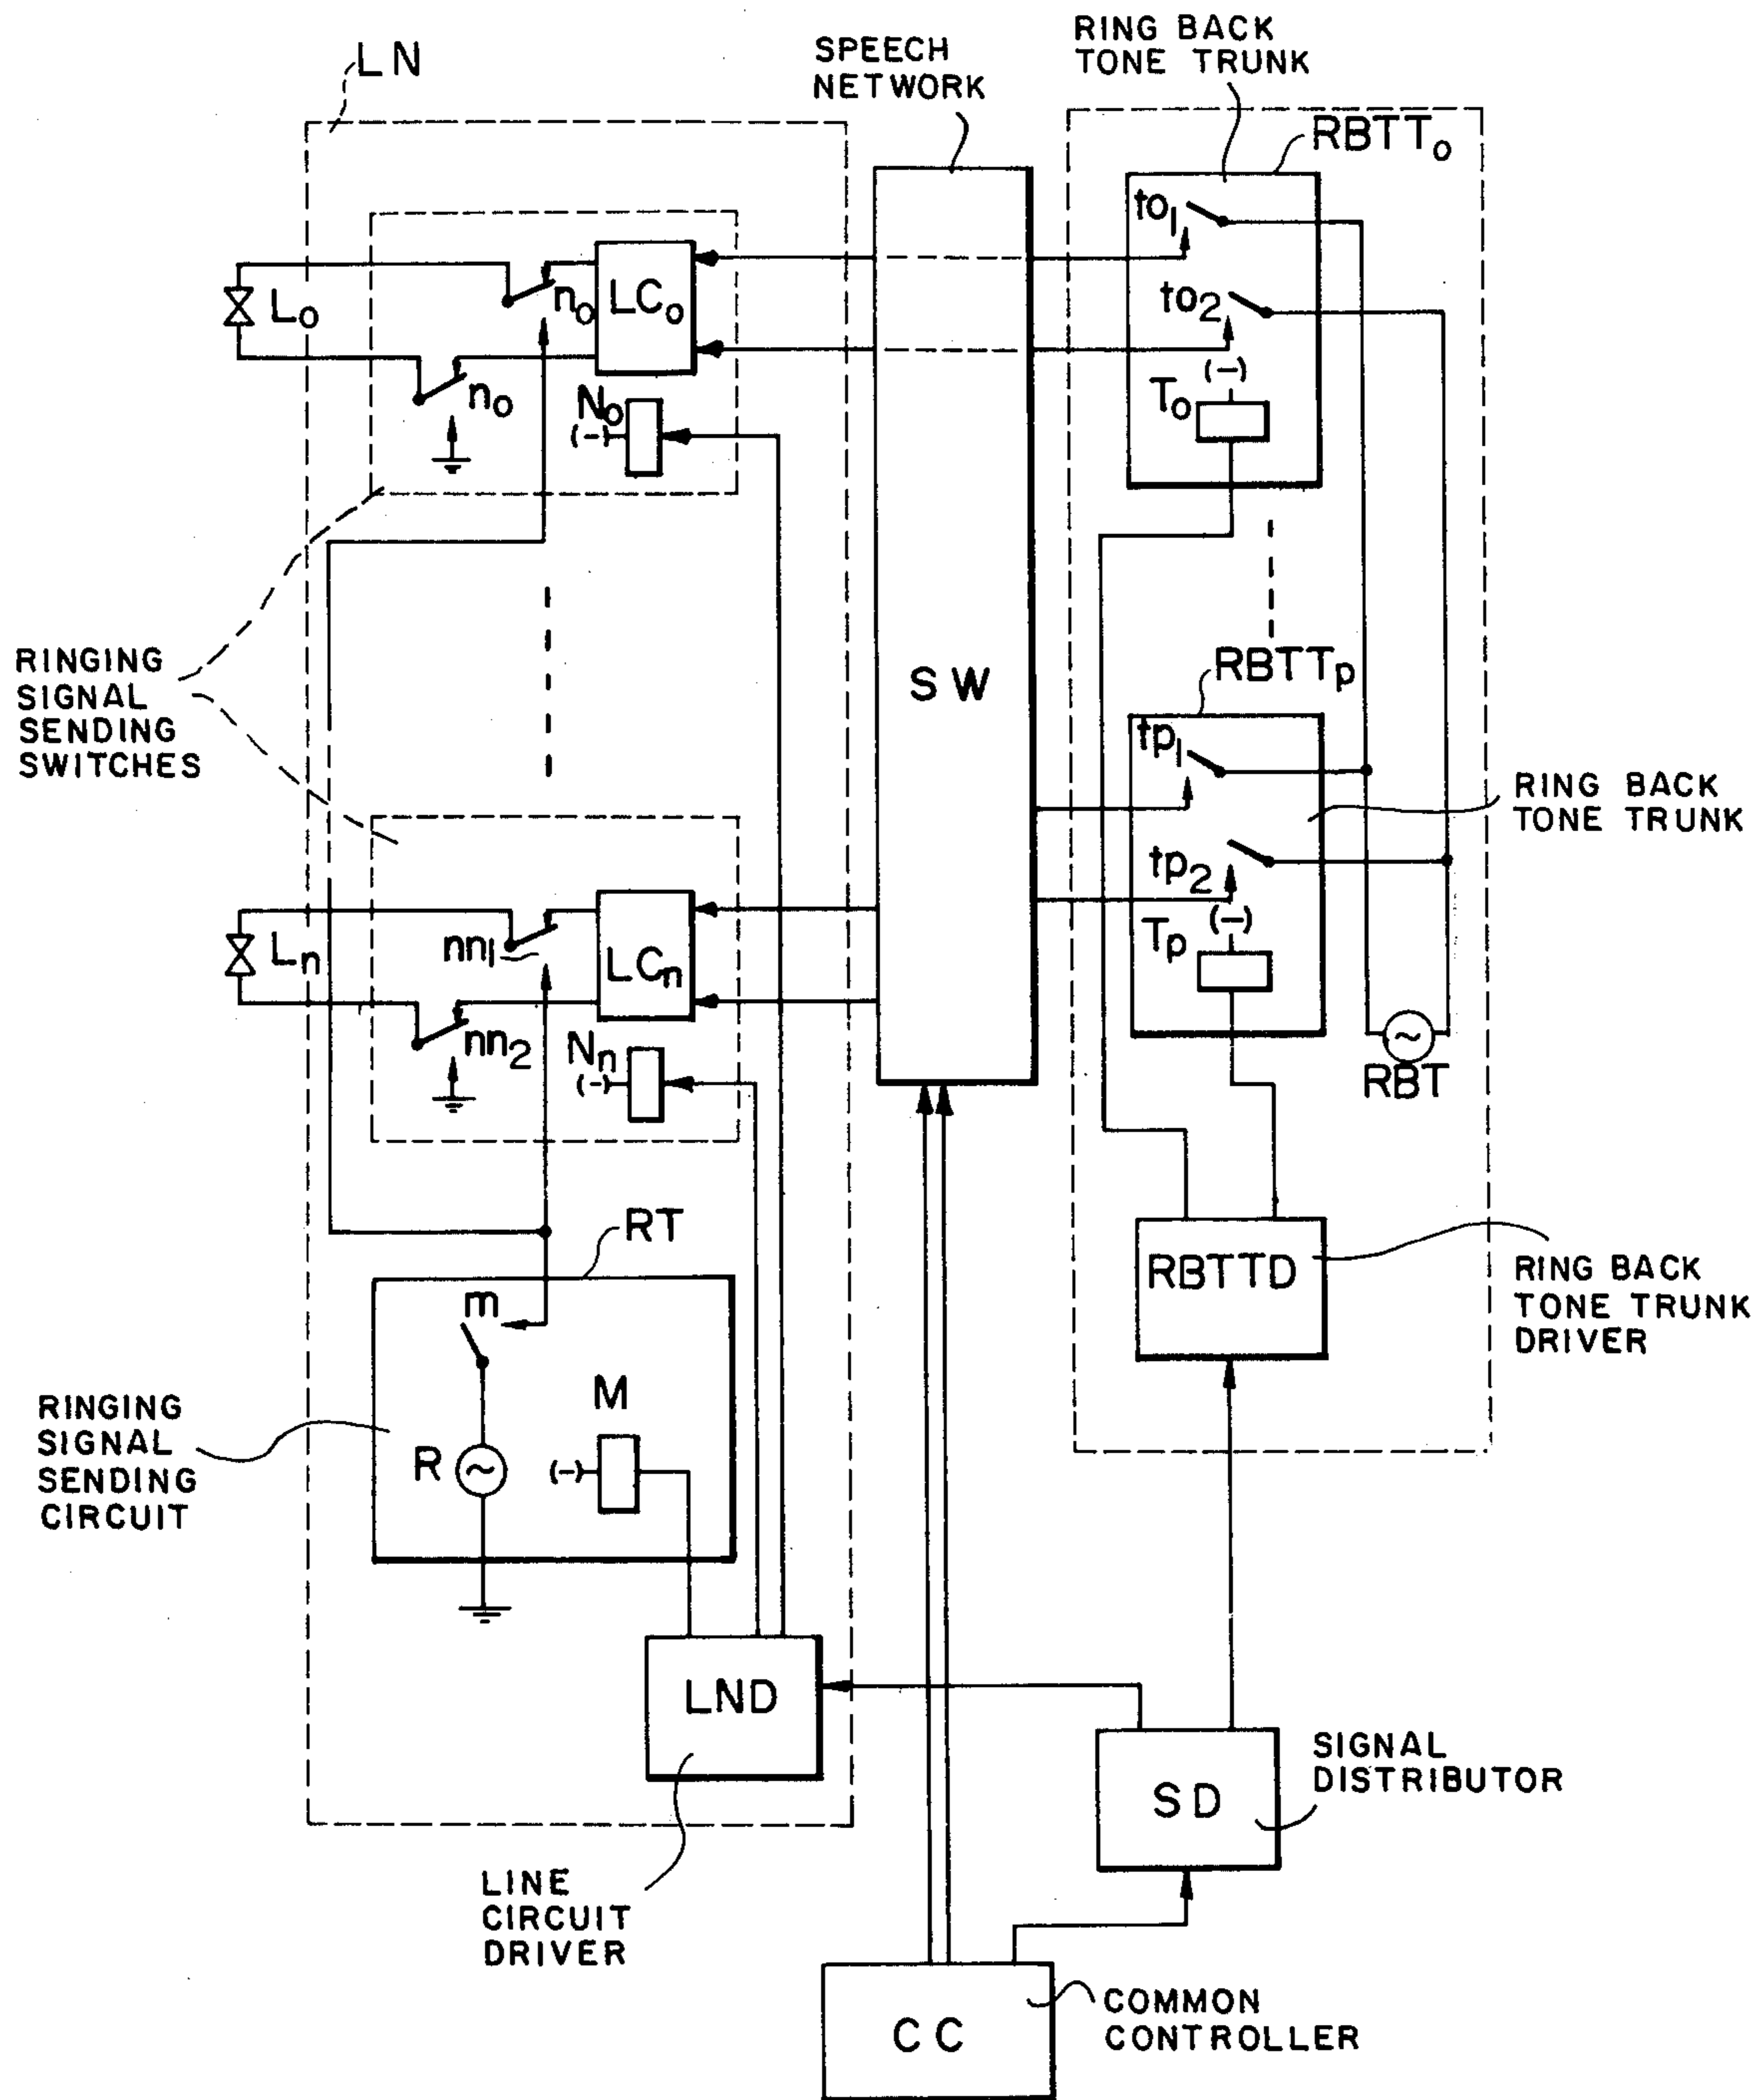 LN
SPEECH
NETWORK
RING BACK
TONE TRUNK
RBTTo
to1
to2
To
(-)
Lo
no
LCo
no
No
(-)
RINGING
SIGNAL
SENDING
SWITCHES
SW
RBTTp
tp1
tp2
Tp
(-)
RING BACK
TONE TRUNK
Ln
nn1
LCn
nn2
Nn
(-)
RBT
RT
m
M
R
(-)
RINGING
SIGNAL
SENDING
CIRCUIT
RBTTD
RING BACK
TONE TRUNK
DRIVER
LND
LINE
CIRCUIT
DRIVER
SD
SIGNAL
DISTRIBUTOR
CC
COMMON
CONTROLLER